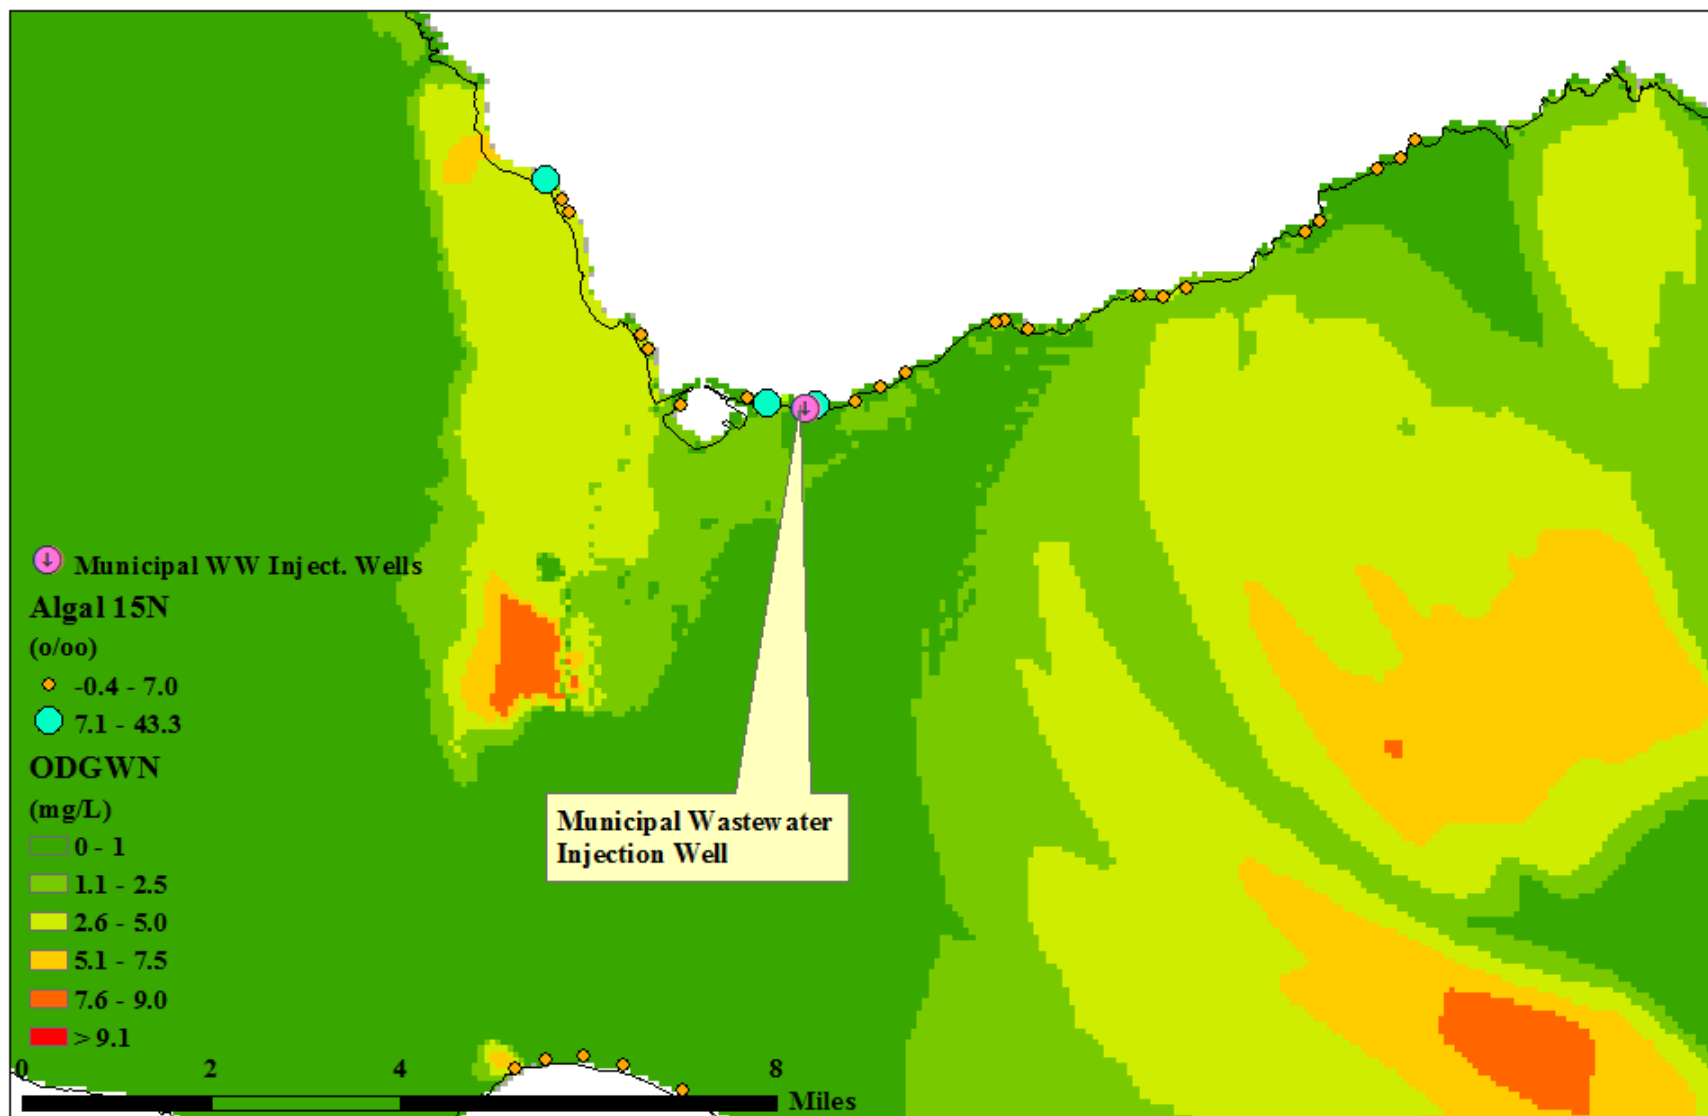 Municipal WW Inject. Wells
Algal 15N
(o/oo)
-0.4 - 7.0
7.1 - 43.3
ODGWN
(mg/L)
0 - 1
1.1 - 2.5
2.6 - 5.0
5.1 - 7.5
7.6 - 9.0
> 9.1
Municipal Wastewater
Injection Well
0 2 4 8
Miles